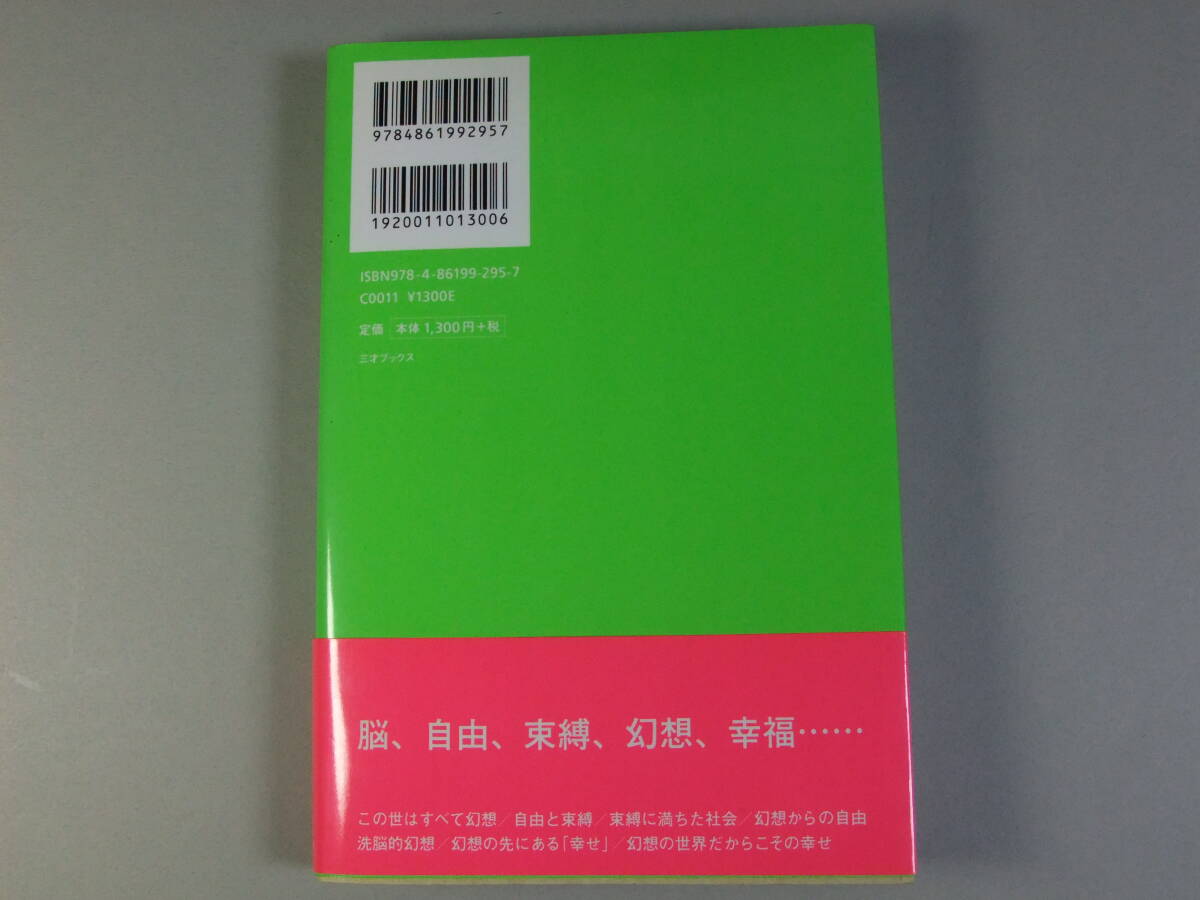 9784861992957
1920011013006
ISBN978-4-86199-295-7
C0011 ¥1300E
定価 本体1,300円+税
三才ブックス
脳、自由、束縛、幻想、幸福……
この世はすべて幻想/自由と束縛/束縛に満ちた社会/幻想からの自由
洗脳的幻想/幻想の先にある「幸せ」/幻想の世界だからこその幸せ